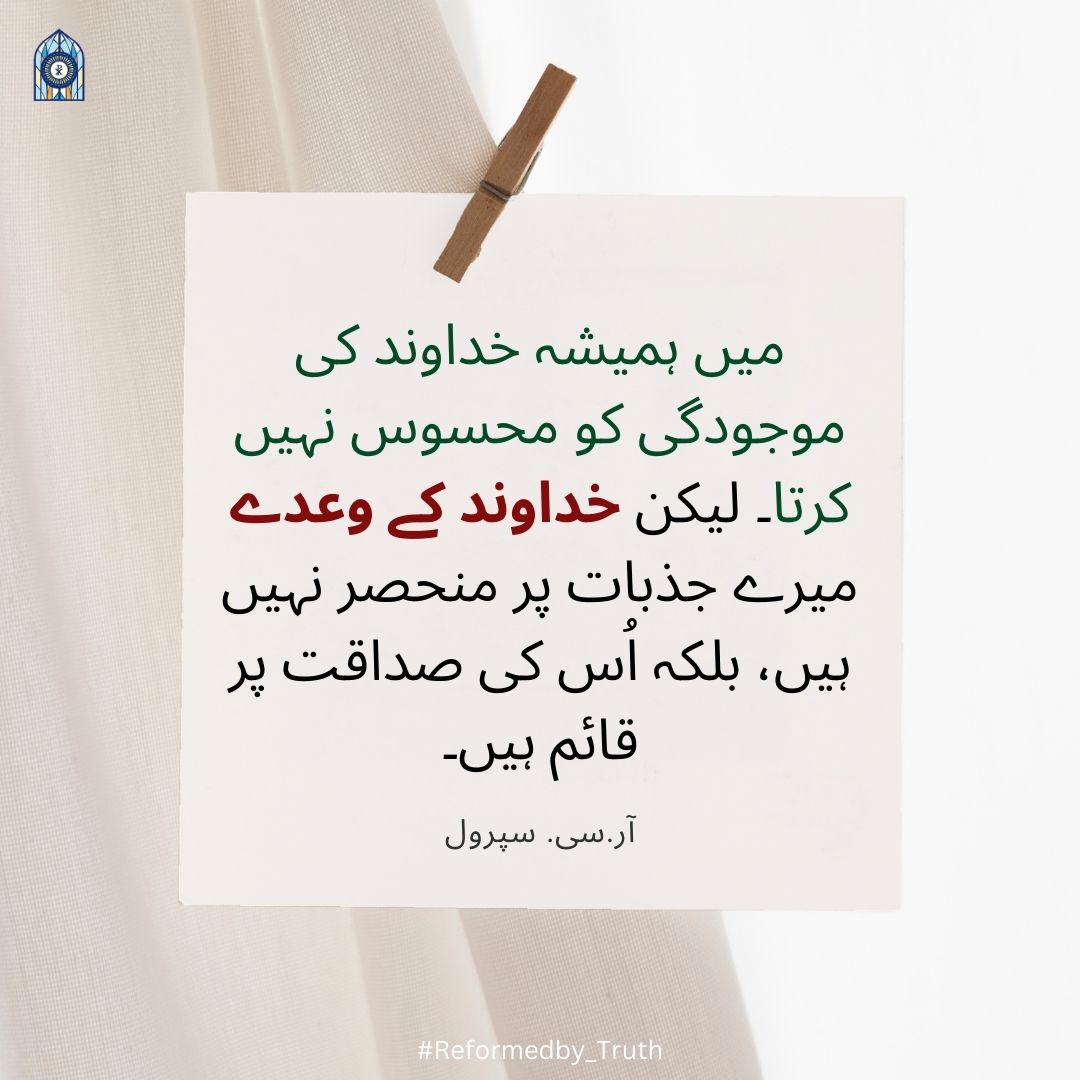 میں ہمیشہ خداوند کی
موجودگی کو محسوس نہیں
کرتا۔ لیکن خداوند کے وعدے
میرے جذبات پر منحصر نہیں
ہیں، بلکہ اُس کی صداقت پر
قائم ہیں۔
آر.سی. سپرول
#Reformedby_Truth